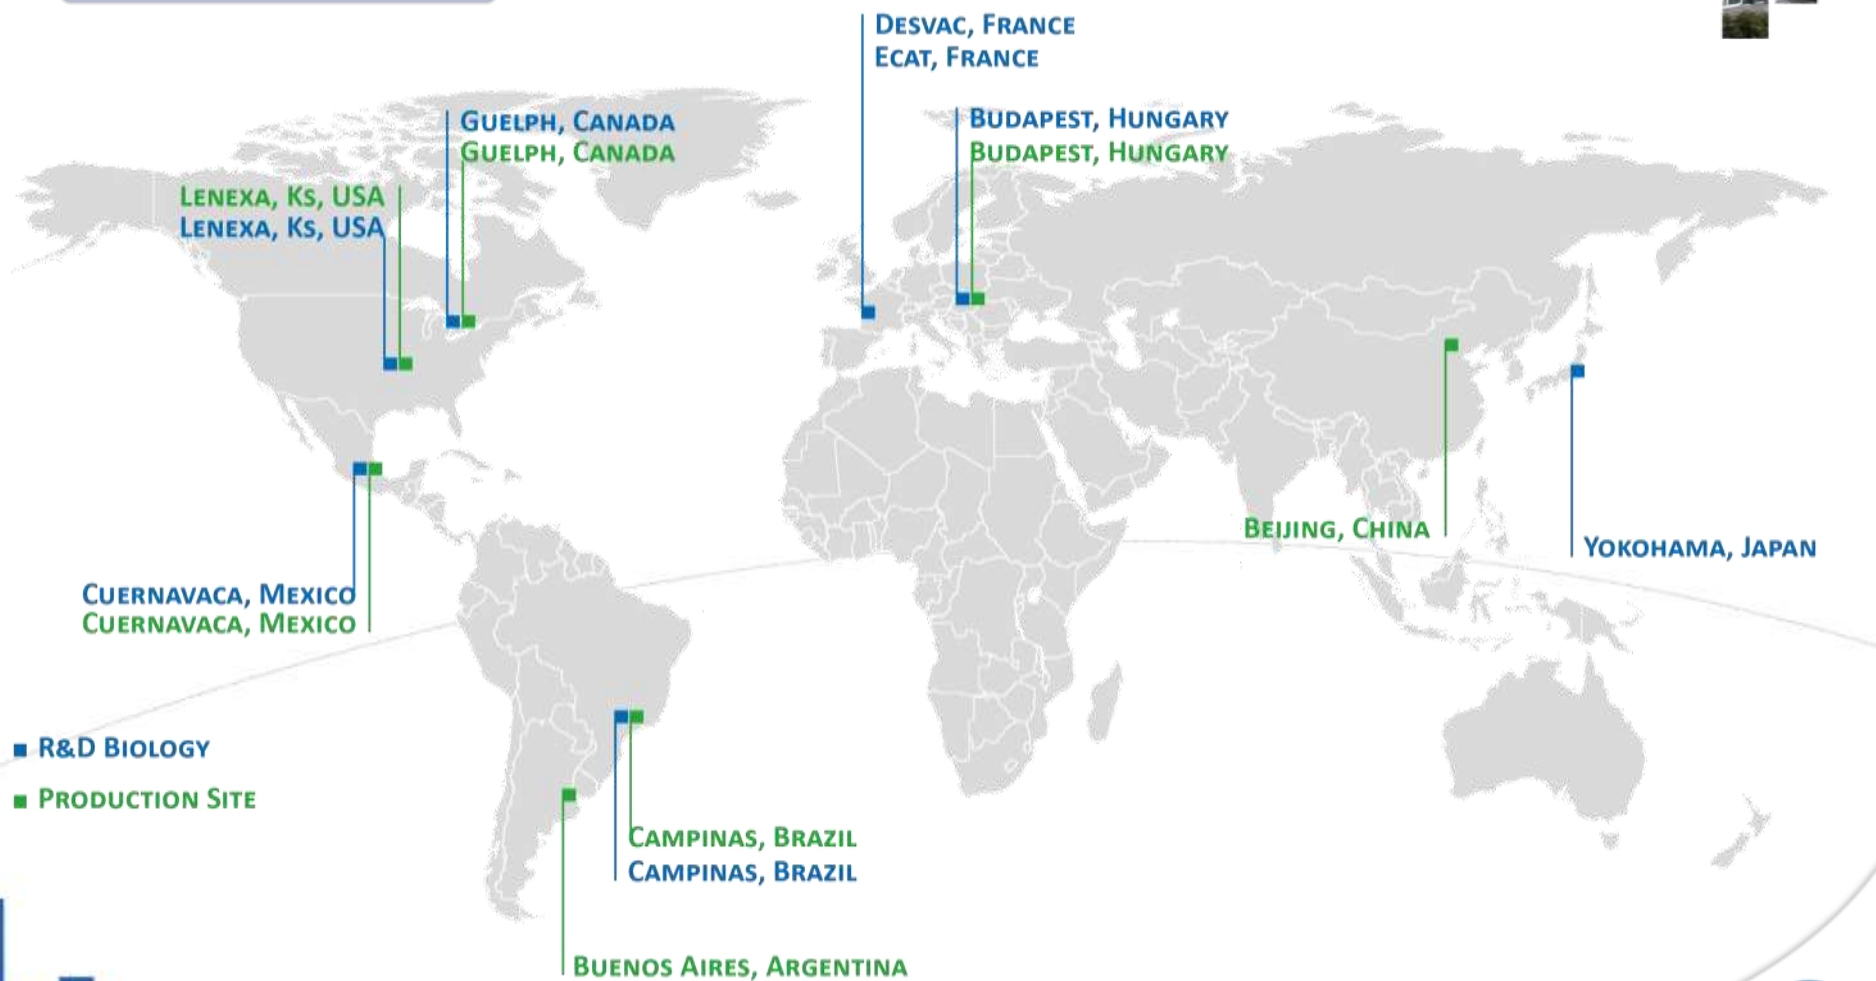 Desvac, France
Ecat, France
Guelph, Canada
Guelph, Canada
Budapest, Hungary
Budapest, Hungary
Lenexa, Ks, USA
Lenexa, Ks, USA
Beijing, China
Yokohama, Japan
Cuernavaca, Mexico
Cuernavaca, Mexico
R&D Biology
Production Site
Campinas, Brazil
Campinas, Brazil
Buenos Aires, Argentina